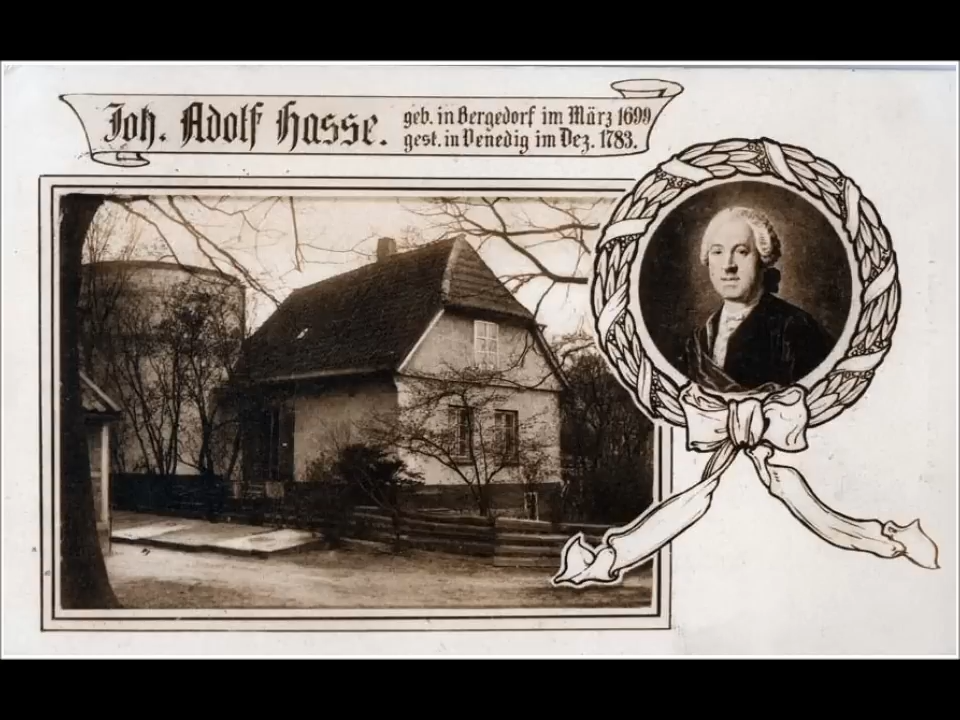 Joh. Adolf Hasse.
geb. in Bergedorf im März 1699
gest. in Venedig im Dez. 1783.